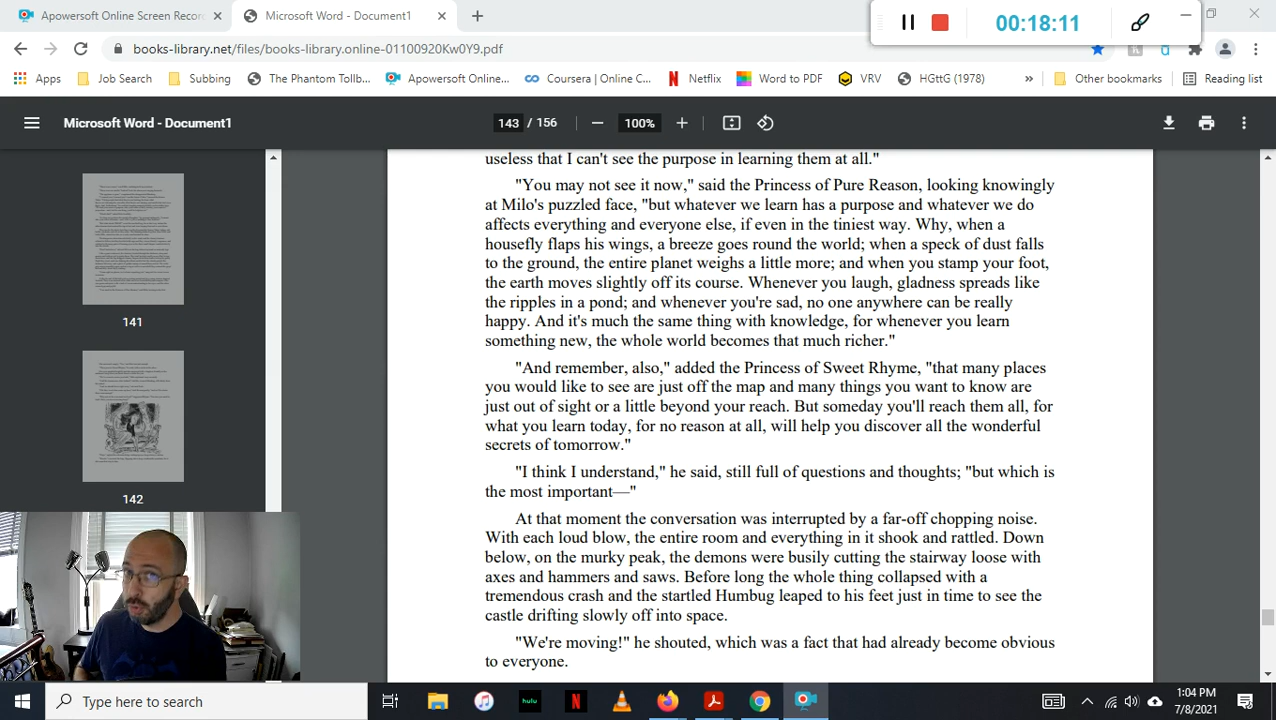 Apowersoft Online Screen Recor
Microsoft Word - Document1
00:18:11
books-library.net/files/books-library.online-01100920Kw0Y9.pdf
Apps
Job Search
Subbing
The Phantom Tollb...
Apowersoft Online...
Coursera | Online C...
Netflix
Word to PDF
VRV
HGttG (1978)
»
Other bookmarks
Reading list
Microsoft Word - Document1
143 / 156
100%
141
142
useless that I can't see the purpose in learning them at all."
"You may not see it now," said the Princess of Pure Reason, looking knowingly
at Milo's puzzled face, "but whatever we learn has a purpose and whatever we do
affects everything and everyone else, if even in the tiniest way. Why, when a
housefly flaps his wings, a breeze goes round the world; when a speck of dust falls
to the ground, the entire planet weighs a little more; and when you stamp your foot,
the earth moves slightly off its course. Whenever you laugh, gladness spreads like
the ripples in a pond; and whenever you're sad, no one anywhere can be really
happy. And it's much the same thing with knowledge, for whenever you learn
something new, the whole world becomes that much richer."
"And remember, also," added the Princess of Sweet Rhyme, "that many places
you would like to see are just off the map and many things you want to know are
just out of sight or a little beyond your reach. But someday you'll reach them all, for
what you learn today, for no reason at all, will help you discover all the wonderful
secrets of tomorrow."
"I think I understand," he said, still full of questions and thoughts; "but which is
the most important—"
At that moment the conversation was interrupted by a far-off chopping noise.
With each loud blow, the entire room and everything in it shook and rattled. Down
below, on the murky peak, the demons were busily cutting the stairway loose with
axes and hammers and saws. Before long the whole thing collapsed with a
tremendous crash and the startled Humbug leaped to his feet just in time to see the
castle drifting slowly off into space.
"We're moving!" he shouted, which was a fact that had already become obvious
to everyone.
Type here to search
hulu
1:04 PM
7/8/2021